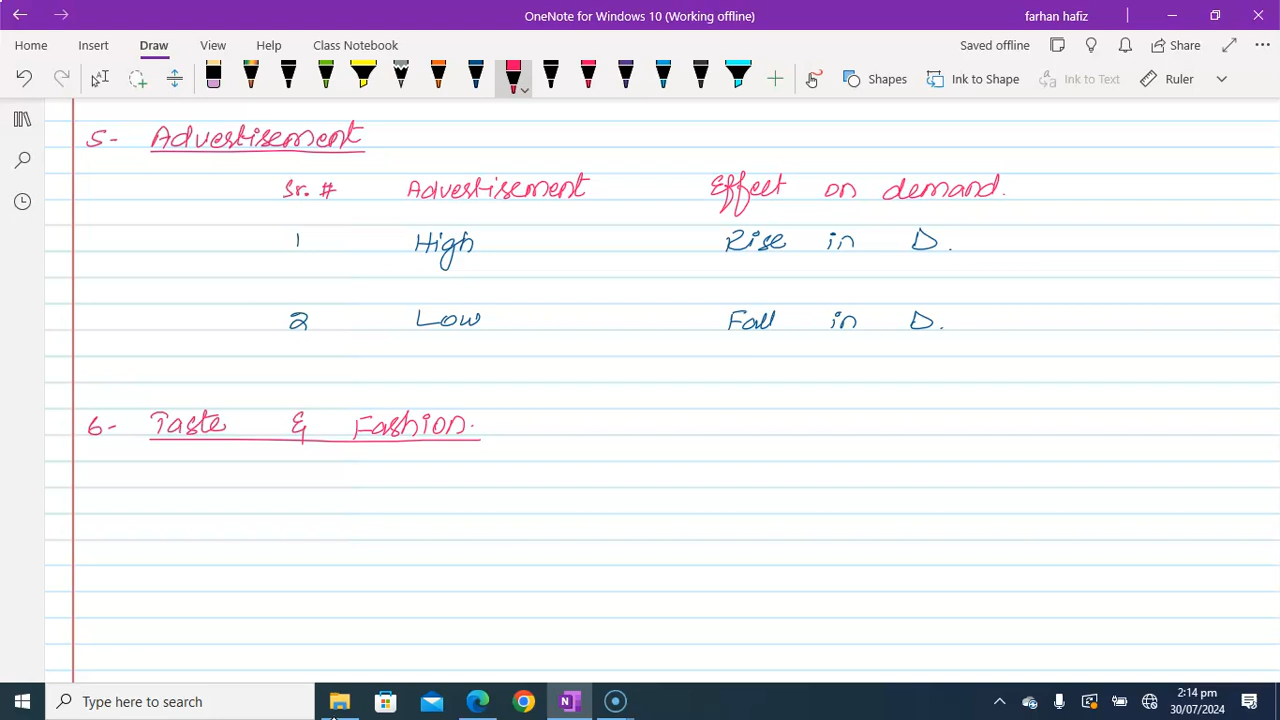 OneNote for Windows 10 (Working offline)
farhan hafiz
Home Insert Draw View Help Class Notebook
Saved offline Share
Shapes Ink to Shape Ink to Text Ruler
5- Advertisement
Sr. # Advertisement Effect on demand.
1 High Rise in D.
2 Low Fall in D.
6- Taste & Fashion.
Type here to search
2:14 pm
30/07/2024